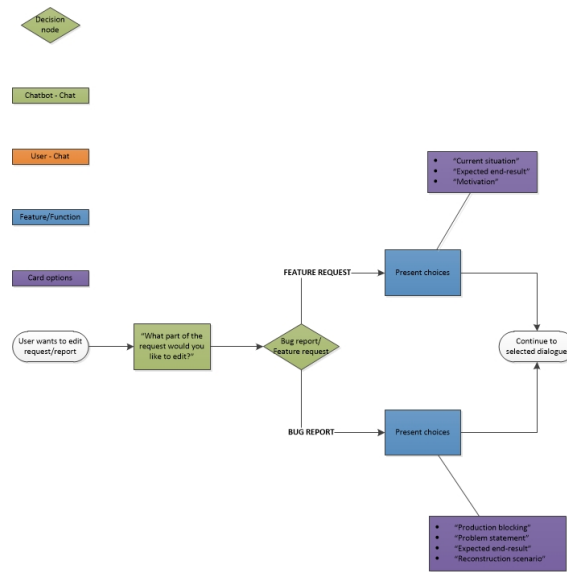 Decision
node
Chatbot - Chat
User - Chat
Feature/Function
Card options
• "Current situation"
• "Expected end-result"
• "Motivation"
FEATURE REQUEST
Present choices
User wants to edit
request/report
"What part of the
request would you
like to edit?"
Bug report/
Feature request
Continue to
selected dialogue
BUG REPORT
Present choices
• "Production blocking"
• "Problem statement"
• "Expected end-result"
• "Reconstruction scenario"